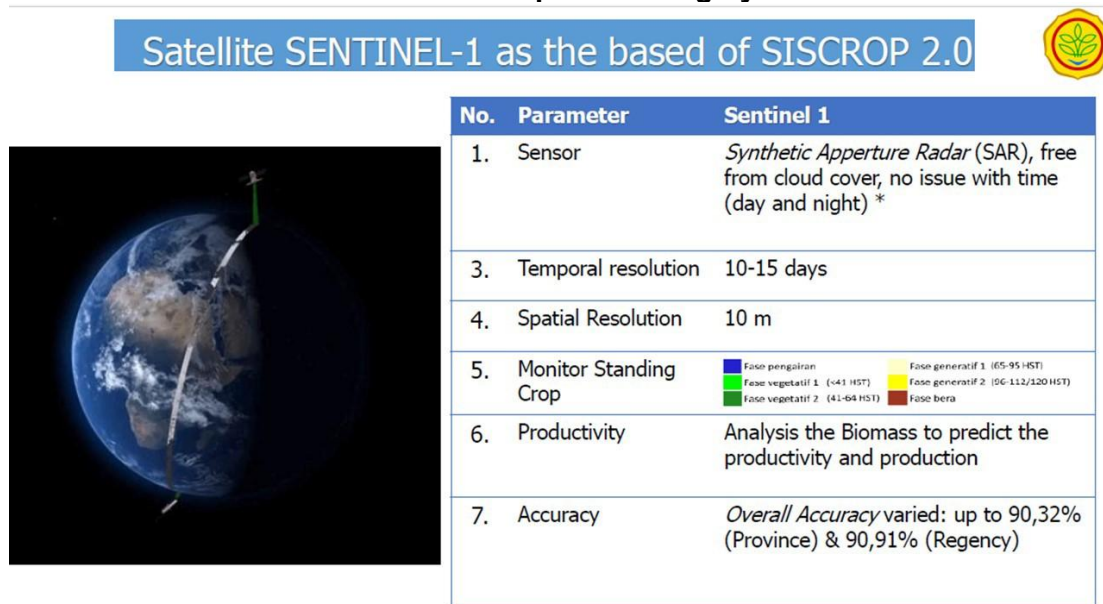 Satellite SENTINEL-1 as the based of SISCROP 2.0
No. Parameter Sentinel 1
1. Sensor Synthetic Apperture Radar (SAR), free
from cloud cover, no issue with time
(day and night) *
3. Temporal resolution 10-15 days
4. Spatial Resolution 10 m
5. Monitor Standing
Crop
Fase pengairan
Fase vegetatif 1 (<41 HST)
Fase vegetatif 2 (41-64 HST)
Fase generatif 1 (65-95 HST)
Fase generatif 2 (96-112/120 HST)
Fase bera
6. Productivity Analysis the Biomass to predict the
productivity and production
7. Accuracy Overall Accuracy varied: up to 90,32%
(Province) & 90,91% (Regency)